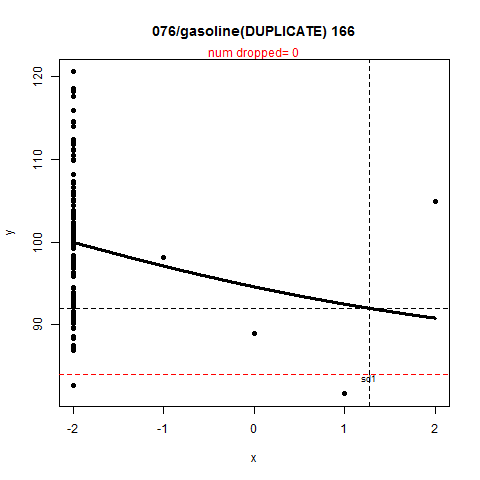 076/gasoline(DUPLICATE) 166
num dropped= 0
120
110
100
90
y
sd1
-2
-1
0
1
2
x